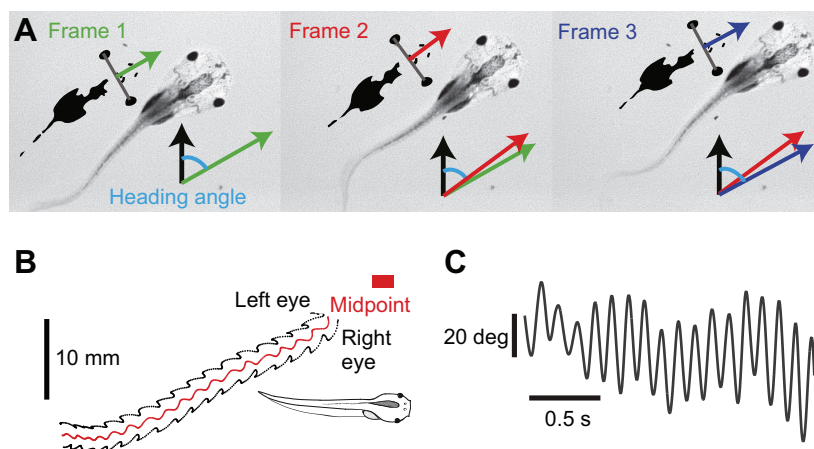 A
Frame 1
Frame 2
Frame 3
Heading angle
B
Left eye
Midpoint
Right
eye
10 mm
C
20 deg
0.5 s